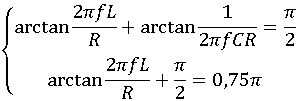 arctan 2πfL/R + arctan 1/2πfCR = π/2
arctan 2πfL/R + π/2 = 0,75π